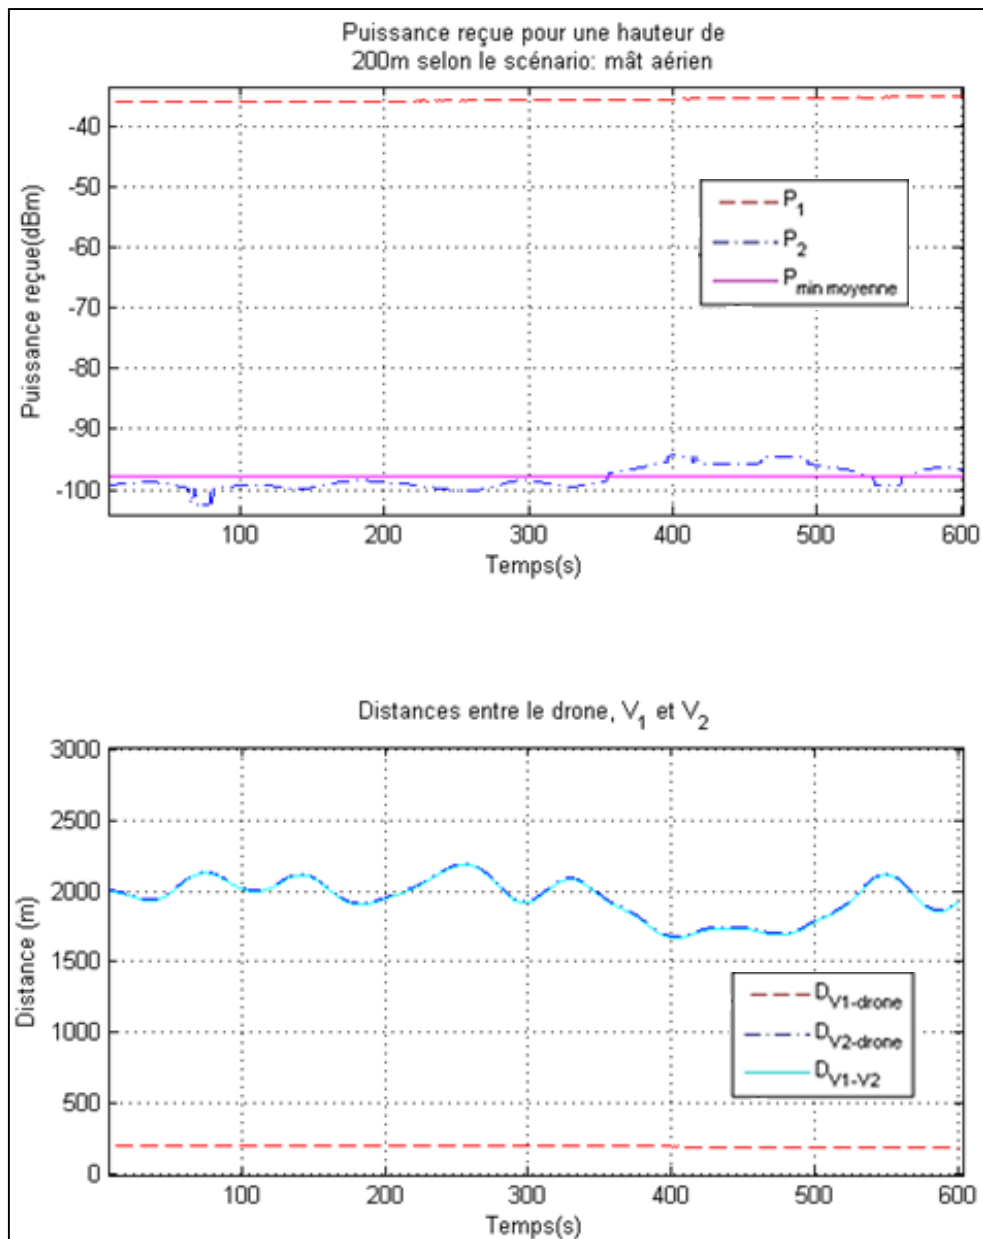 Puissance reçue pour une hauteur de
200m selon le scénario: mât aérien
Puissance reçue(dBm)
-40
-50
-60
-70
-80
-90
-100
P1
P2
Pmin moyenne
100 200 300 400 500 600
Temps(s)
Distances entre le drone, V1 et V2
Distance (m)
3000
2500
2000
1500
1000
500
0
DV1-drone
DV2-drone
DV1-V2
100 200 300 400 500 600
Temps(s)